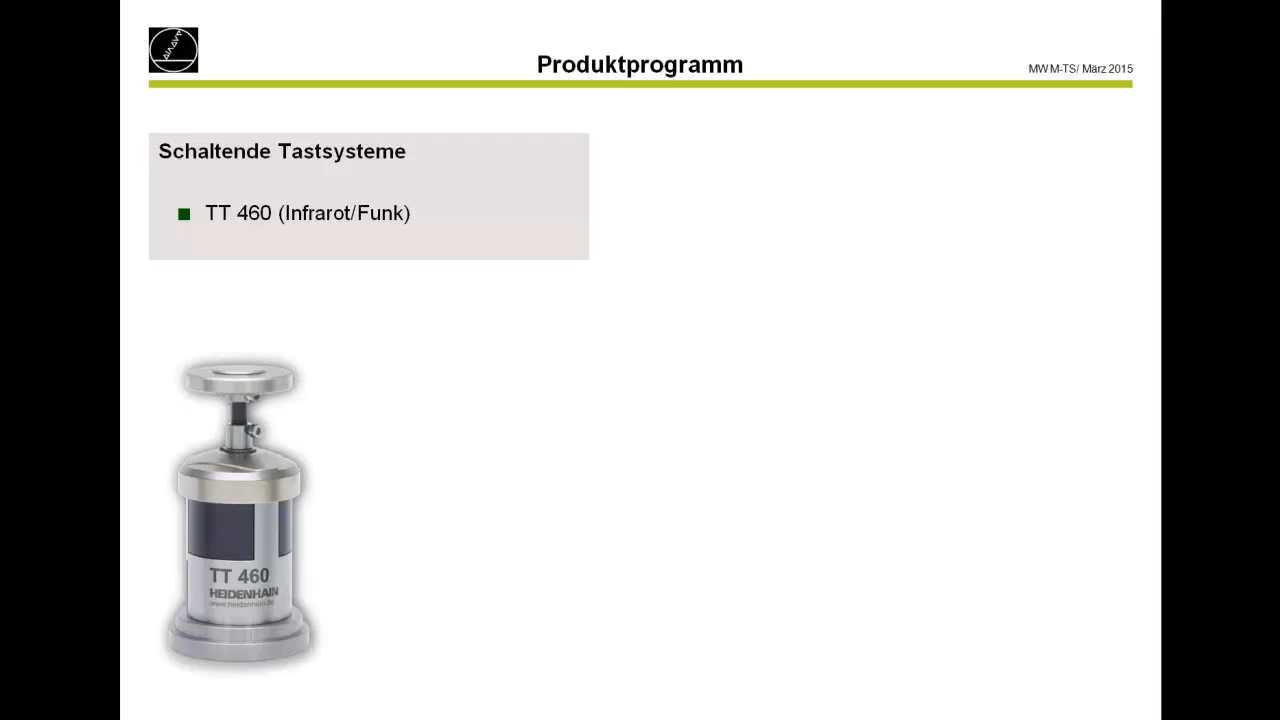 Produktprogramm
MWM-TS/ März 2015
Schaltende Tastsysteme
TT 460 (Infrarot/Funk)
TT 460
HEIDENHAIN
www.heidenhain.de